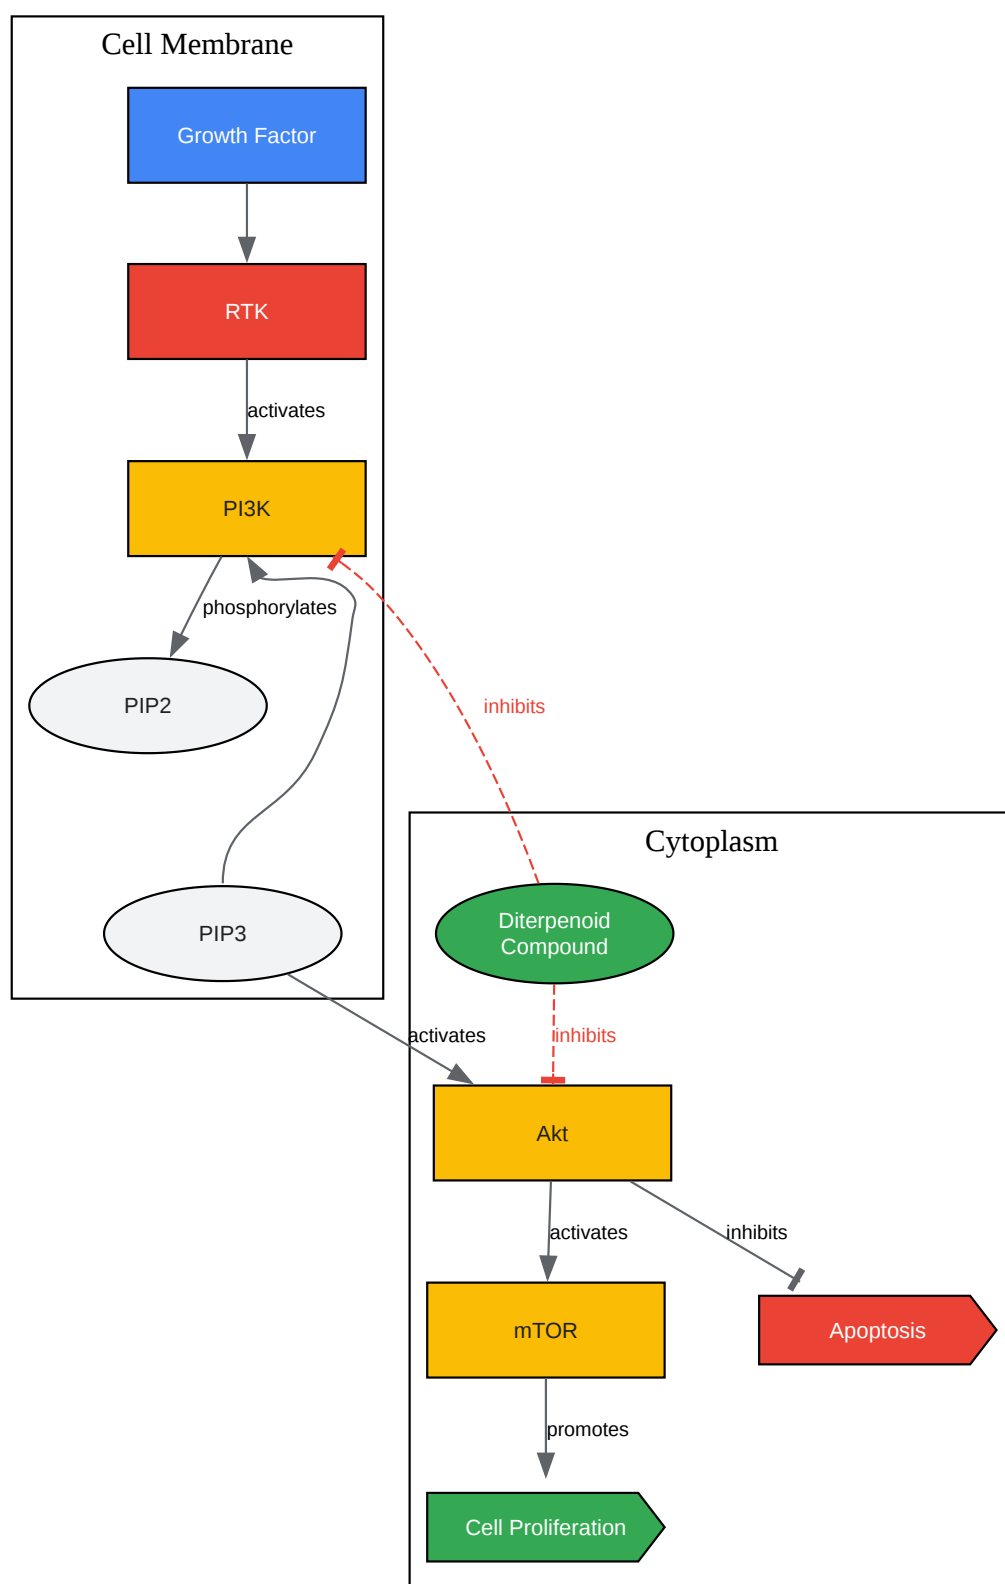 Cell Membrane
Growth Factor
RTK
activates
PI3K
phosphorylates
PIP2
inhibits
Cytoplasm
PIP3
Diterpenoid
Compound
activates
inhibits
Akt
activates
inhibits
mTOR
Apoptosis
promotes
Cell Proliferation